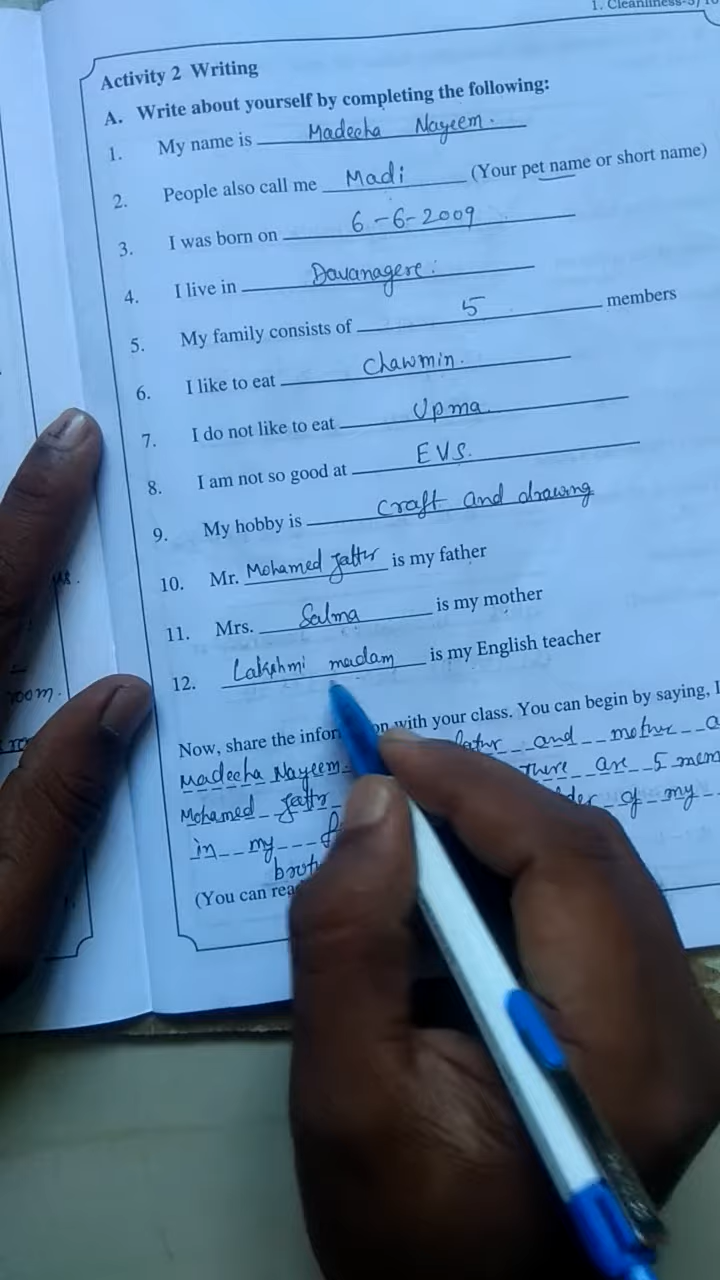 1. Cleanliness-5
Activity 2 Writing
A. Write about yourself by completing the following:
1. My name is Madeeha Nayeem.
2. People also call me Madi (Your pet name or short name)
3. I was born on 6-6-2009
4. I live in Davanagere.
5. My family consists of 5 members
6. I like to eat Chawmin.
7. I do not like to eat Upma.
8. I am not so good at EVS.
9. My hobby is craft and drawing
10. Mr. Mohamed is my father
11. Mrs. Salma is my mother
12. Lakshmi madam is my English teacher
Now, share the with your class. You can begin by saying, I
Madeeha Nayeem. and
Mohamed There are 5 mem
in my of my
(You can
room.